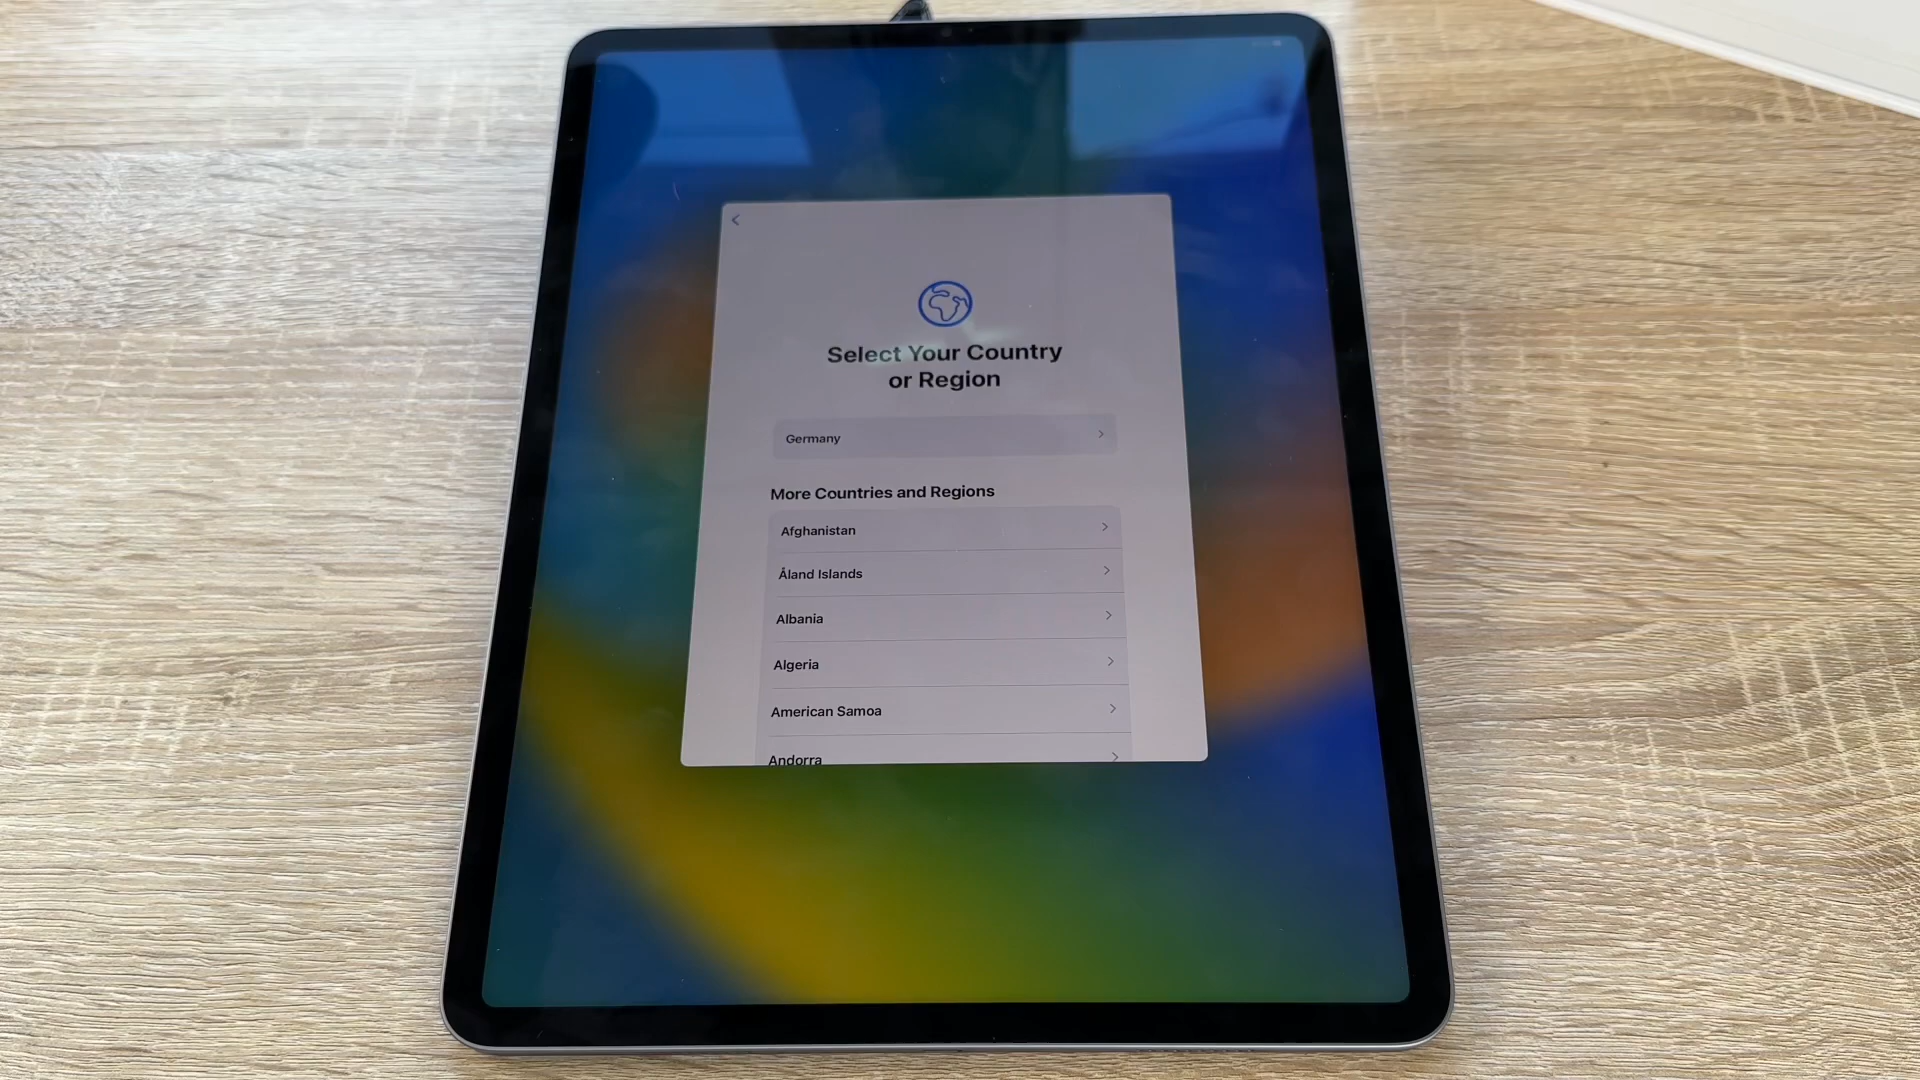 Select Your Country
or Region
Germany
More Countries and Regions
Afghanistan
Åland Islands
Albania
Algeria
American Samoa
Andorra